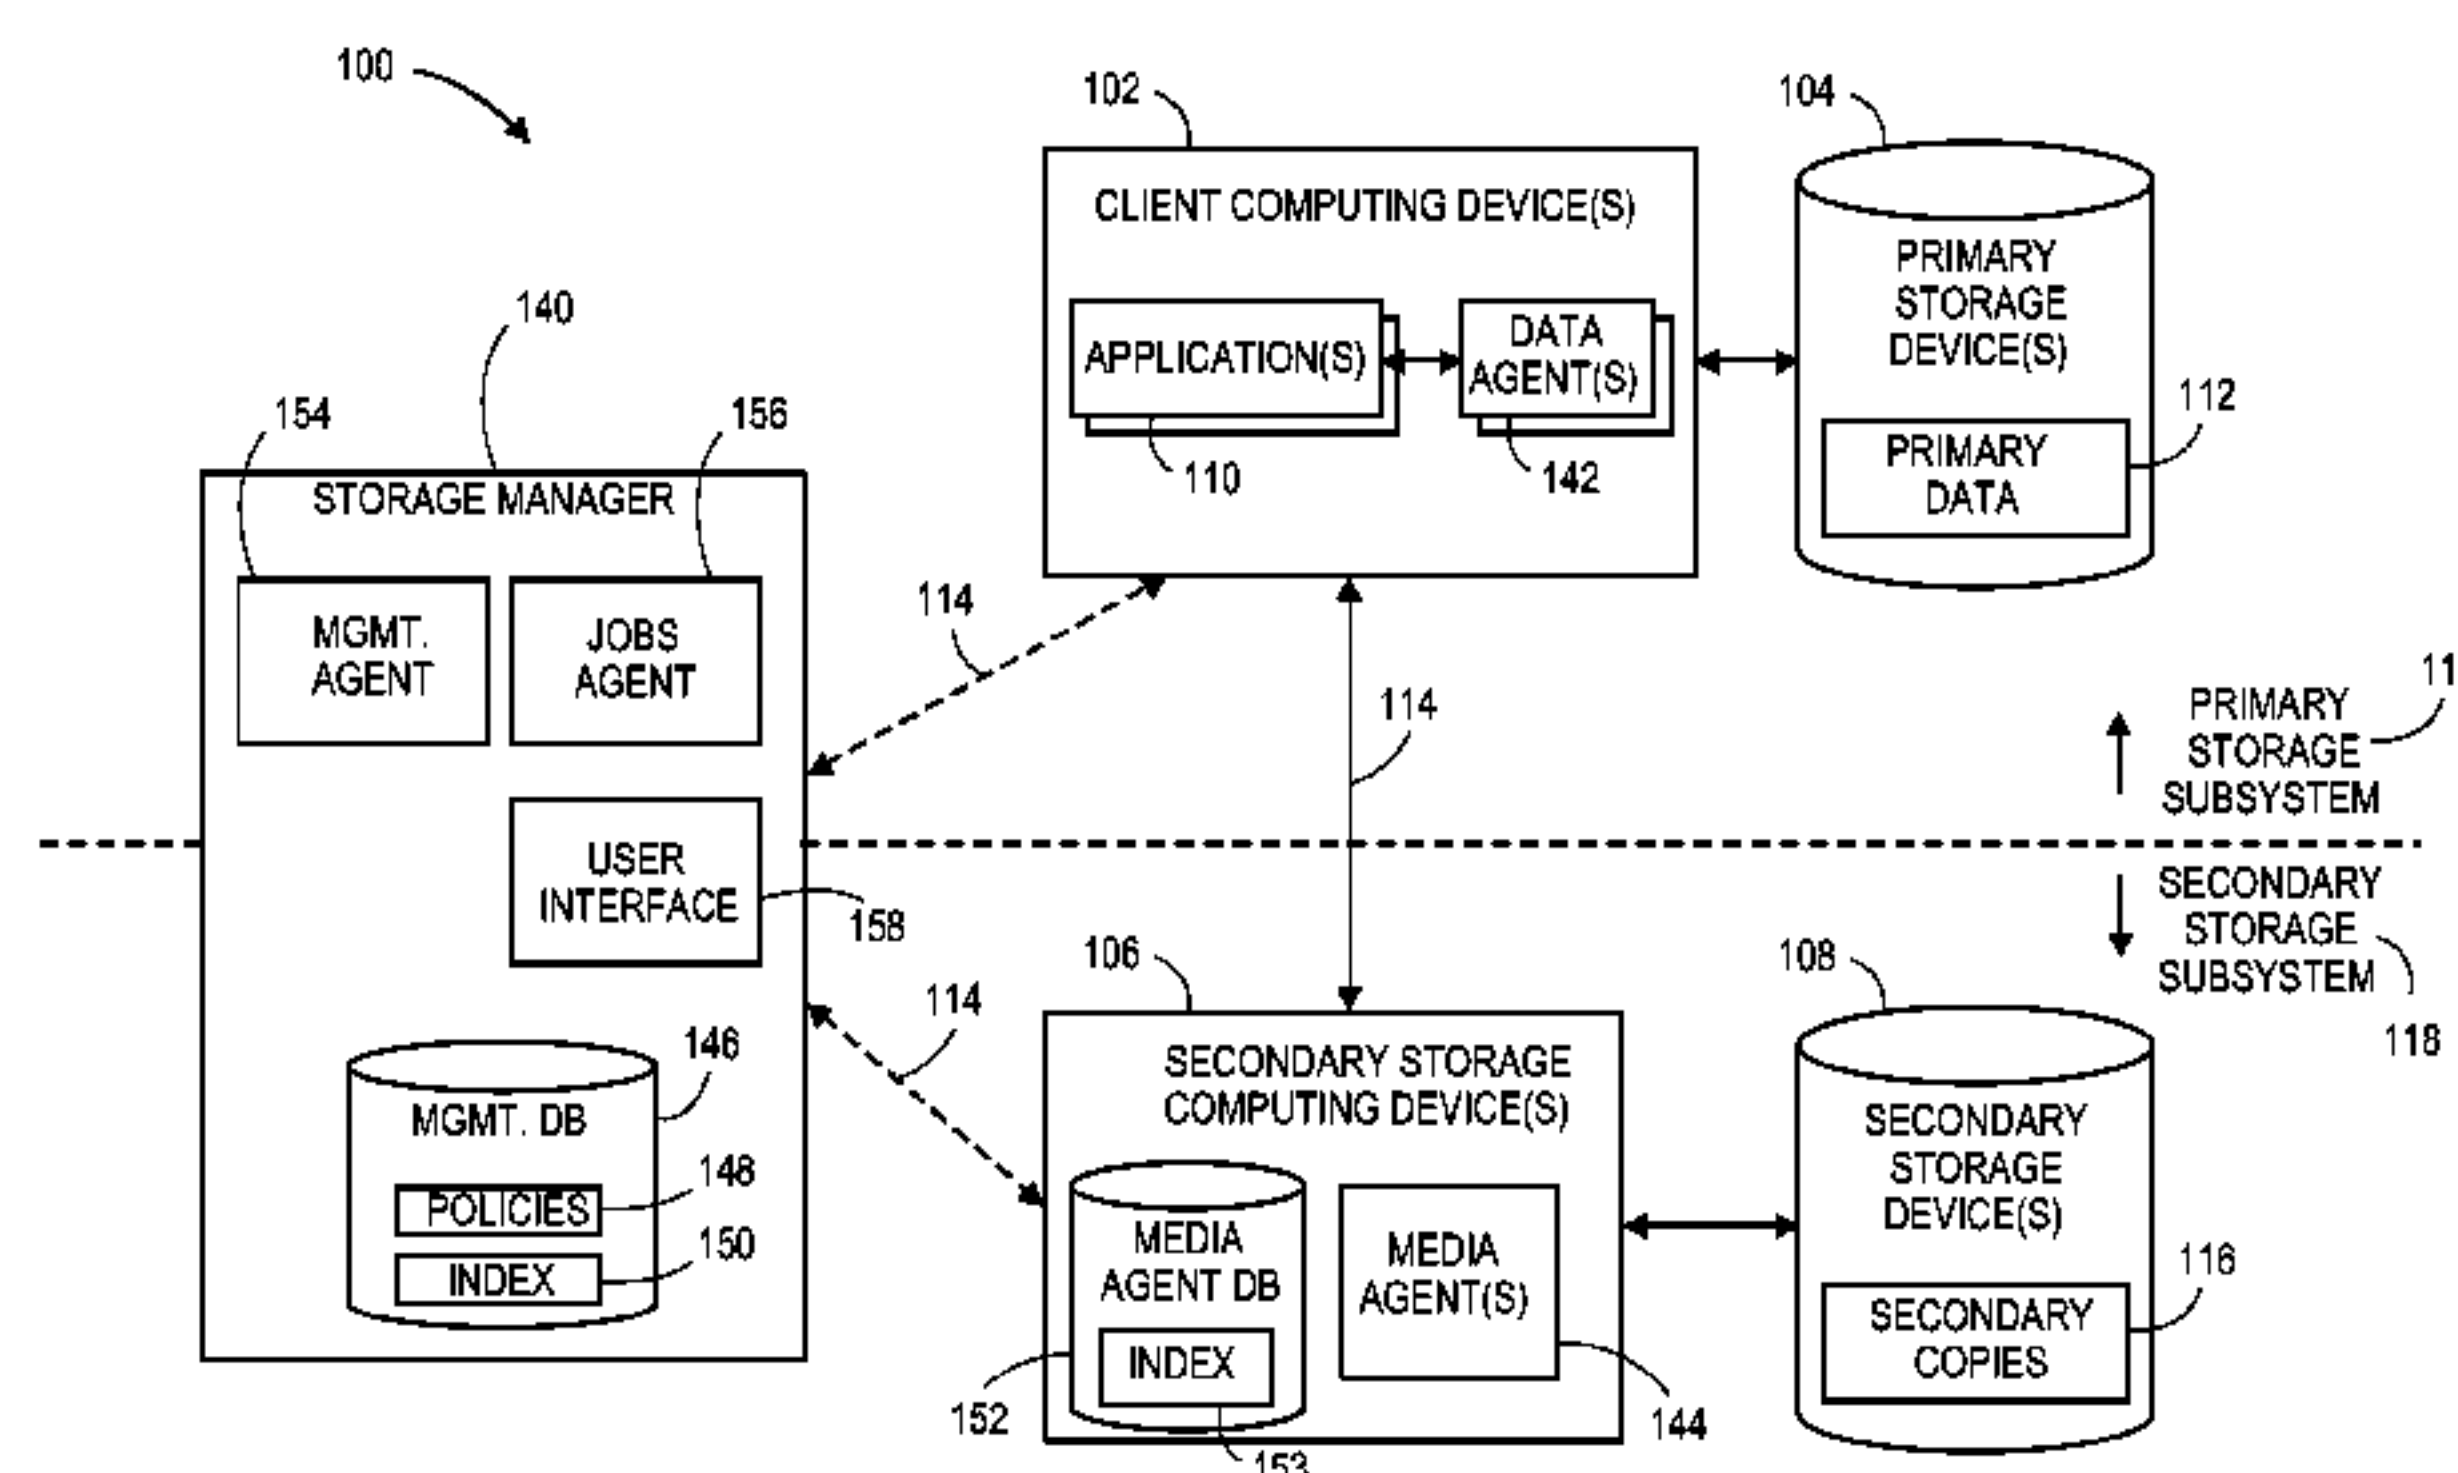 100
102
104
CLIENT COMPUTING DEVICE(S)
APPLICATION(S)
DATA
AGENT(S)
110
142
PRIMARY
STORAGE
DEVICE(S)
112
PRIMARY
DATA
140
154
156
STORAGE MANAGER
MGMT.
AGENT
JOBS
AGENT
114
114
11
PRIMARY
STORAGE
SUBSYSTEM
USER
INTERFACE
158
SECONDARY
STORAGE
SUBSYSTEM
118
114
106
108
146
MGMT. DB
148
POLICIES
150
INDEX
SECONDARY STORAGE
COMPUTING DEVICE(S)
MEDIA
AGENT DB
INDEX
MEDIA
AGENT(S)
152
153
144
SECONDARY
STORAGE
DEVICE(S)
116
SECONDARY
COPIES